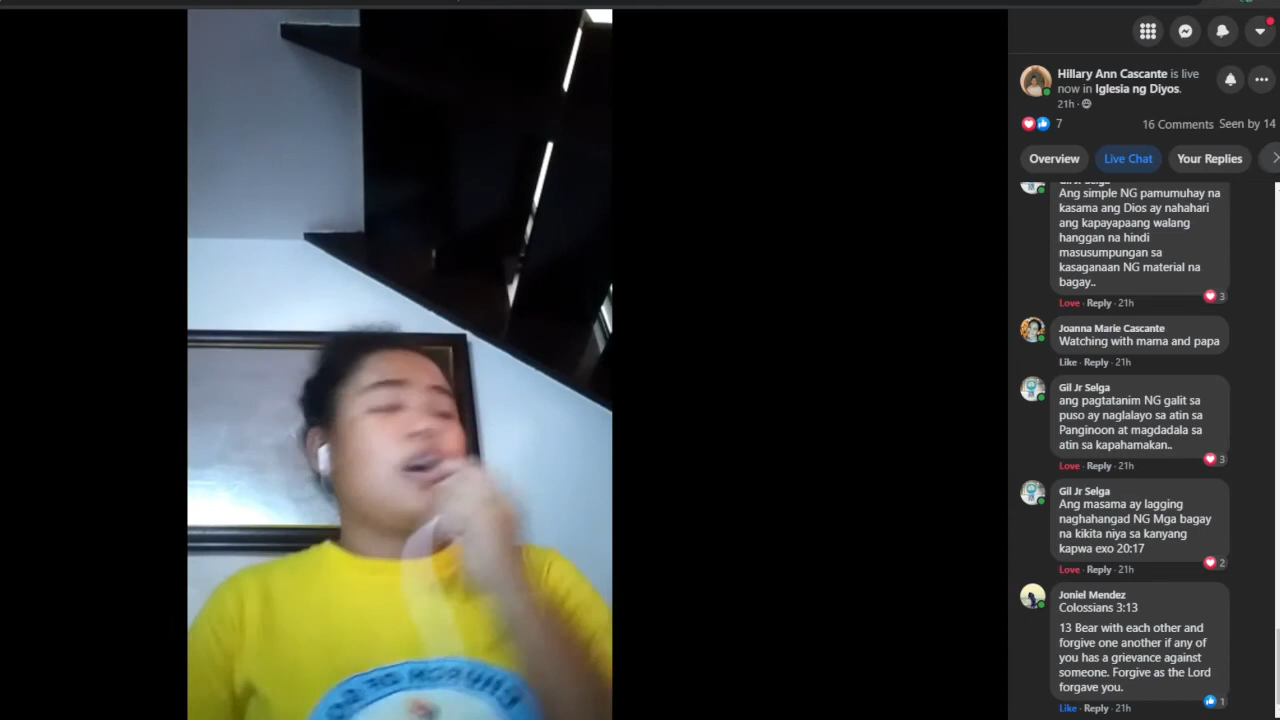 Hillary Ann Cascante is live
now in Iglesia ng Diyos.
21h ·
7
16 Comments Seen by 14
Overview
Live Chat
Your Replies
Gil Jr Selga
Ang simple NG pamumuhay na
kasama ang Dios ay nahahari
ang kapayapaang walang
hanggan na hindi
masusumpungan sa
kasaganaan NG material na
bagay..
Love · Reply · 21h
3
Joanna Marie Cascante
Watching with mama and papa
Like · Reply · 21h
Gil Jr Selga
ang pagtatanim NG galit sa
puso ay naglalayo sa atin sa
Panginoon at magdadala sa
atin sa kapahamakan..
Love · Reply · 21h
3
Gil Jr Selga
Ang masama ay lagging
naghahangad NG Mga bagay
na kikita niya sa kanyang
kapwa exo 20:17
Love · Reply · 21h
2
Joniel Mendez
Colossians 3:13
13 Bear with each other and
forgive one another if any of
you has a grievance against
someone. Forgive as the Lord
forgave you.
Like · Reply · 21h
1